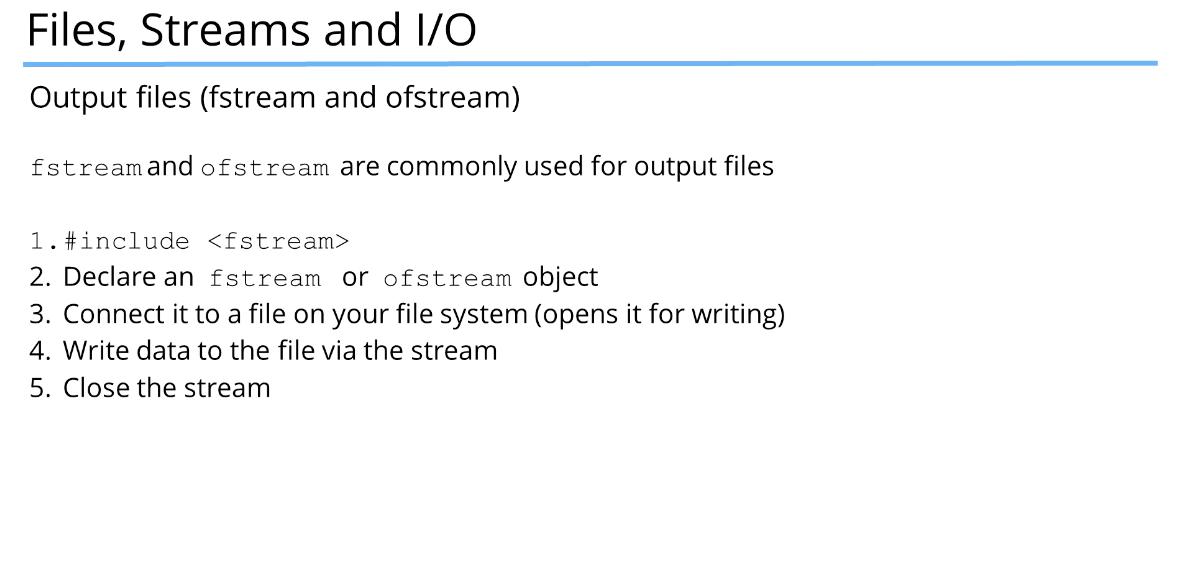 Files, Streams and I/O
Output files (fstream and ofstream)
fstream and ofstream are commonly used for output files
1. #include <fstream>
2. Declare an fstream or ofstream object
3. Connect it to a file on your file system (opens it for writing)
4. Write data to the file via the stream
5. Close the stream